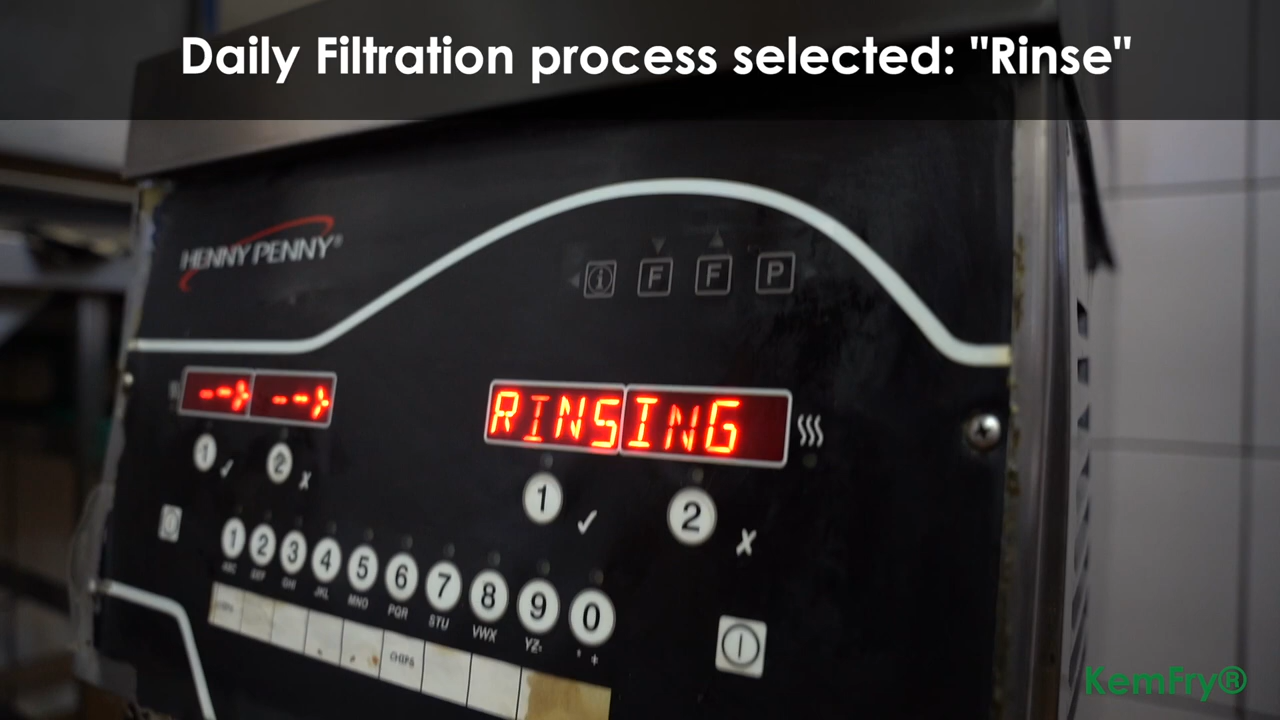 Daily Filtration process selected: "Rinse"
HENNY PENNY®
i F F P
RINSING
1 ✓ 2 X
1 ✓ 2 X
1 2 3 4 5 6 7 8 9 0
ABC DEF GHI JKL MNO PQR STU VWX YZ-
CHIPS
KemFry®